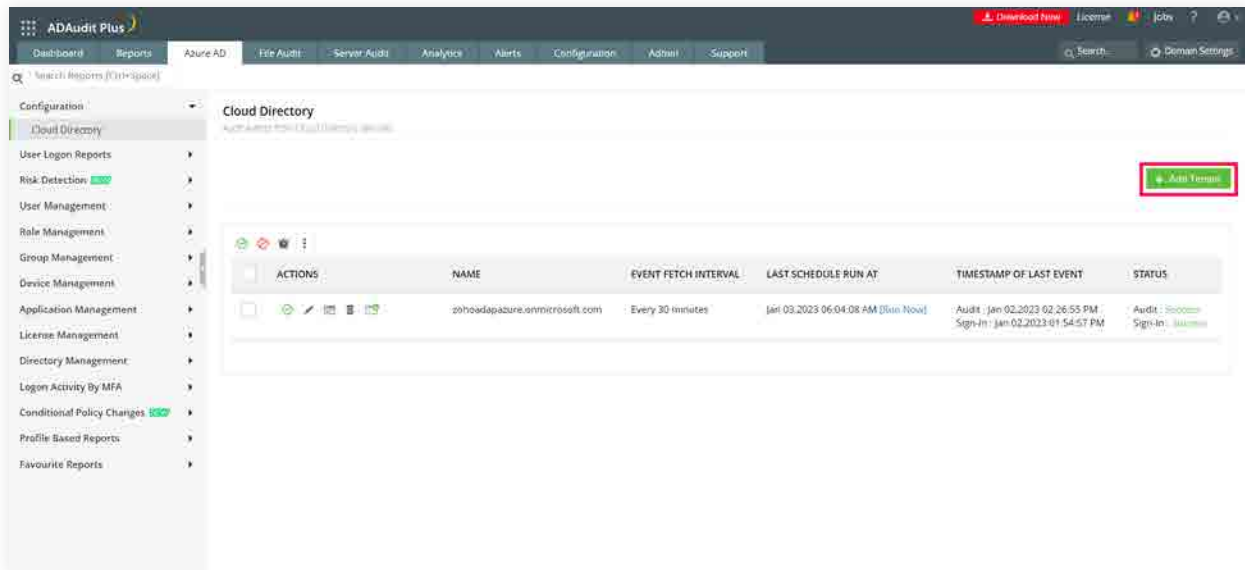 ADAudit Plus
Download Now License Jobs ?
Dashboard Reports Azure AD File Audit Server Audit Analytics Alerts Configuration Admin Support Search.. Domain Settings
Search Reports [Ctrl+Space]
Configuration
Cloud Directory
User Logon Reports
Risk Detection
User Management
Role Management
Group Management
Device Management
Application Management
License Management
Directory Management
Logon Activity By MFA
Conditional Policy Changes
Profile Based Reports
Favourite Reports
Cloud Directory
Add Tenant
ACTIONS NAME EVENT FETCH INTERVAL LAST SCHEDULE RUN AT TIMESTAMP OF LAST EVENT STATUS
zohoadapazure.onmicrosoft.com Every 30 minutes Jan 03,2023 06:04:08 AM [Run Now] Audit : Jan 02,2023 02:26:55 PM Audit : Success
Sign-In : Jan 02,2023 01:54:57 PM Sign-In : Success